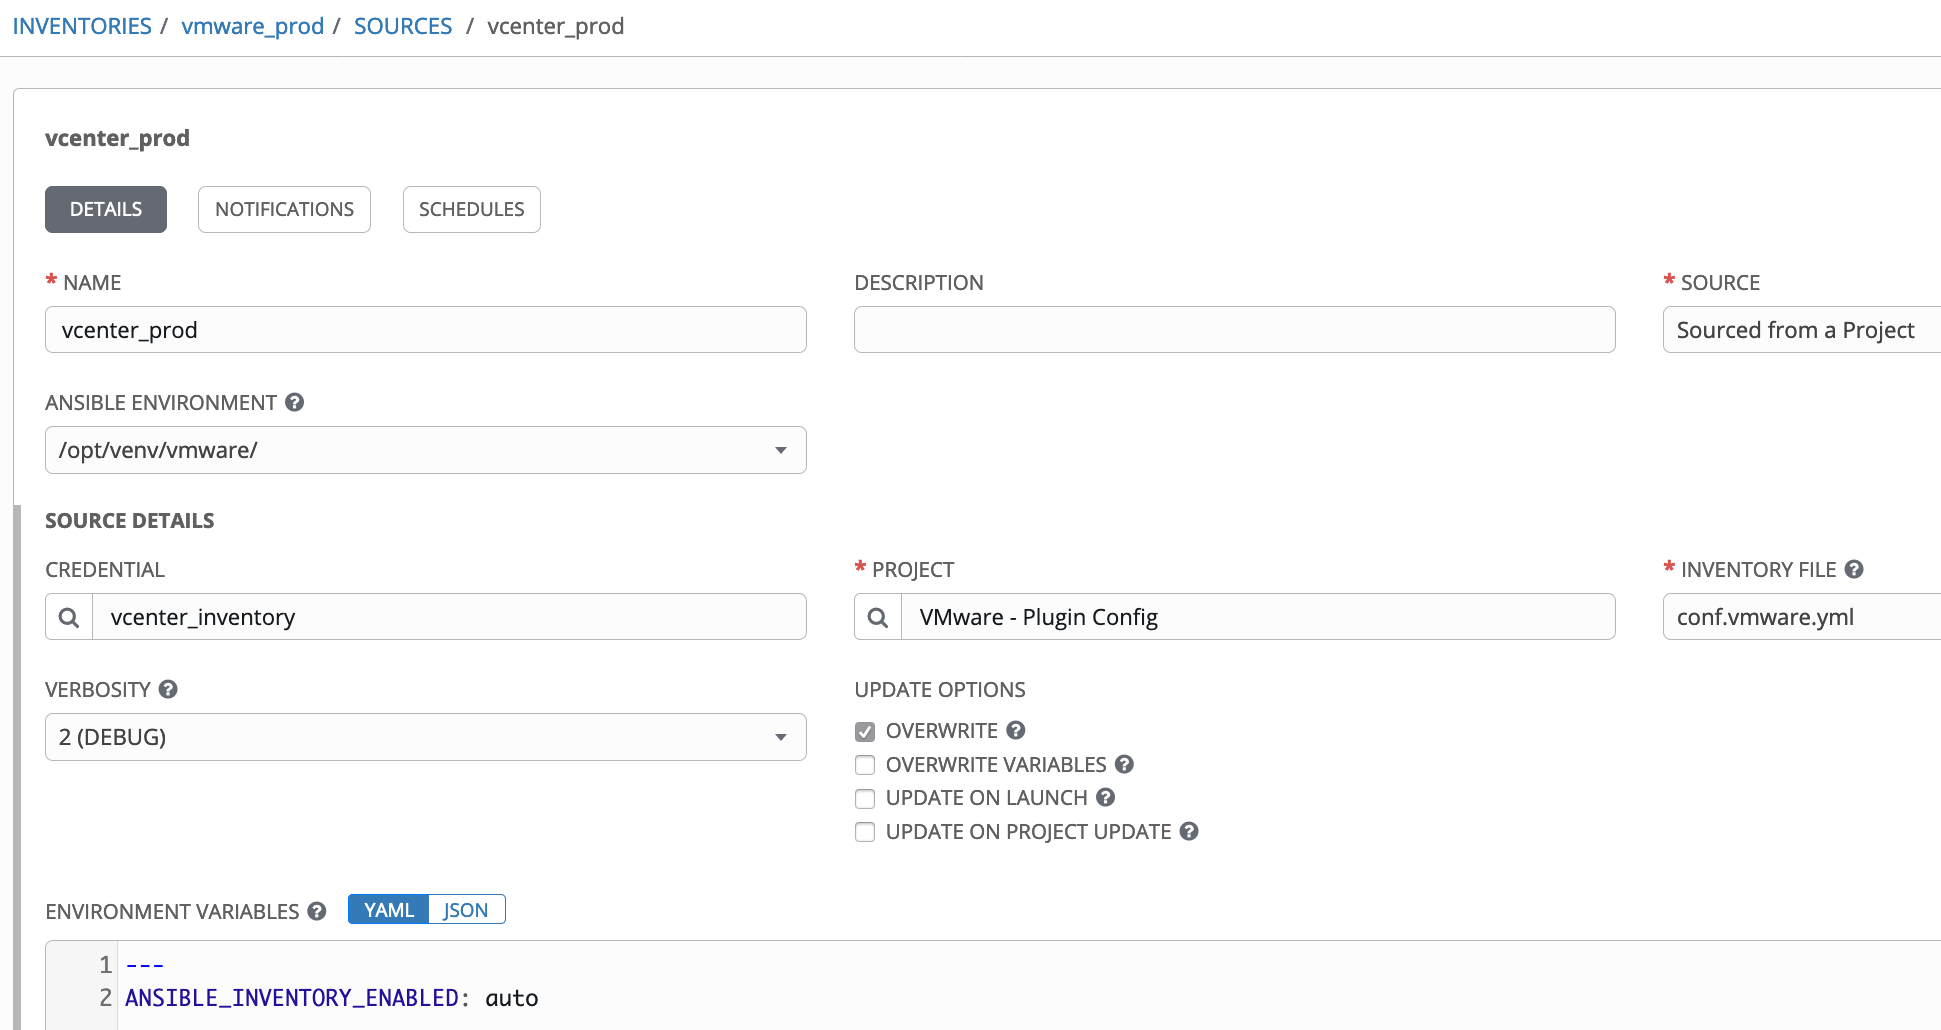 INVENTORIES / vmware_prod / SOURCES / vcenter_prod
vcenter_prod
DETAILS NOTIFICATIONS SCHEDULES
* NAME DESCRIPTION * SOURCE
vcenter_prod Sourced from a Project
ANSIBLE ENVIRONMENT ?
/opt/venv/vmware/
SOURCE DETAILS
CREDENTIAL * PROJECT * INVENTORY FILE ?
vcenter_inventory VMware - Plugin Config conf.vmware.yml
VERBOSITY ? UPDATE OPTIONS
2 (DEBUG)
OVERWRITE ?
OVERWRITE VARIABLES ?
UPDATE ON LAUNCH ?
UPDATE ON PROJECT UPDATE ?
ENVIRONMENT VARIABLES ? YAML JSON
1 ---
2 ANSIBLE_INVENTORY_ENABLED: auto